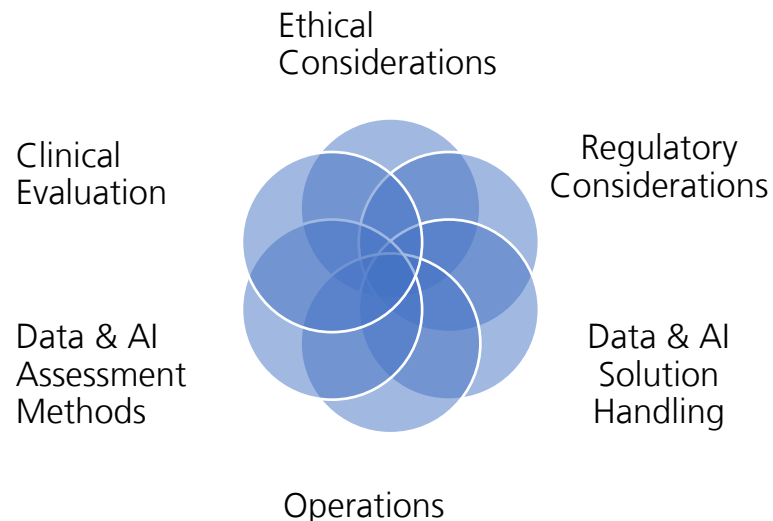 Ethical
Considerations
Clinical
Evaluation
Regulatory
Considerations
Data & AI
Assessment
Methods
Data & AI
Solution
Handling
Operations